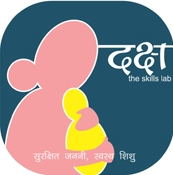 दक्ष
the skills lab
सुरक्षित जननी, स्वस्थ शिशु